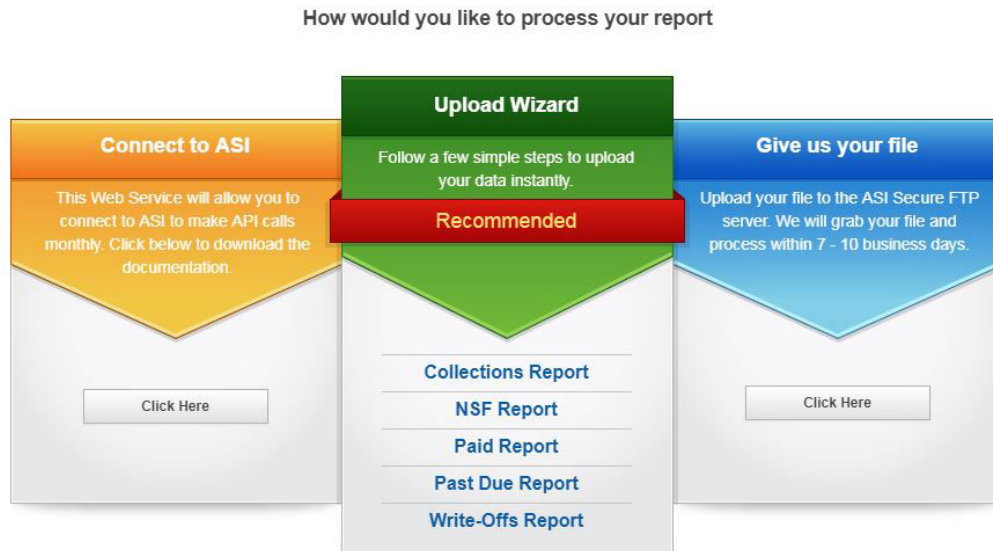 How would you like to process your report
Connect to ASI
This Web Service will allow you to
connect to ASI to make API calls
monthly. Click below to download the
documentation.
Click Here
Upload Wizard
Follow a few simple steps to upload
your data instantly.
Recommended
Collections Report
NSF Report
Paid Report
Past Due Report
Write-Offs Report
Give us your file
Upload your file to the ASI Secure FTP
server. We will grab your file and
process within 7 - 10 business days.
Click Here